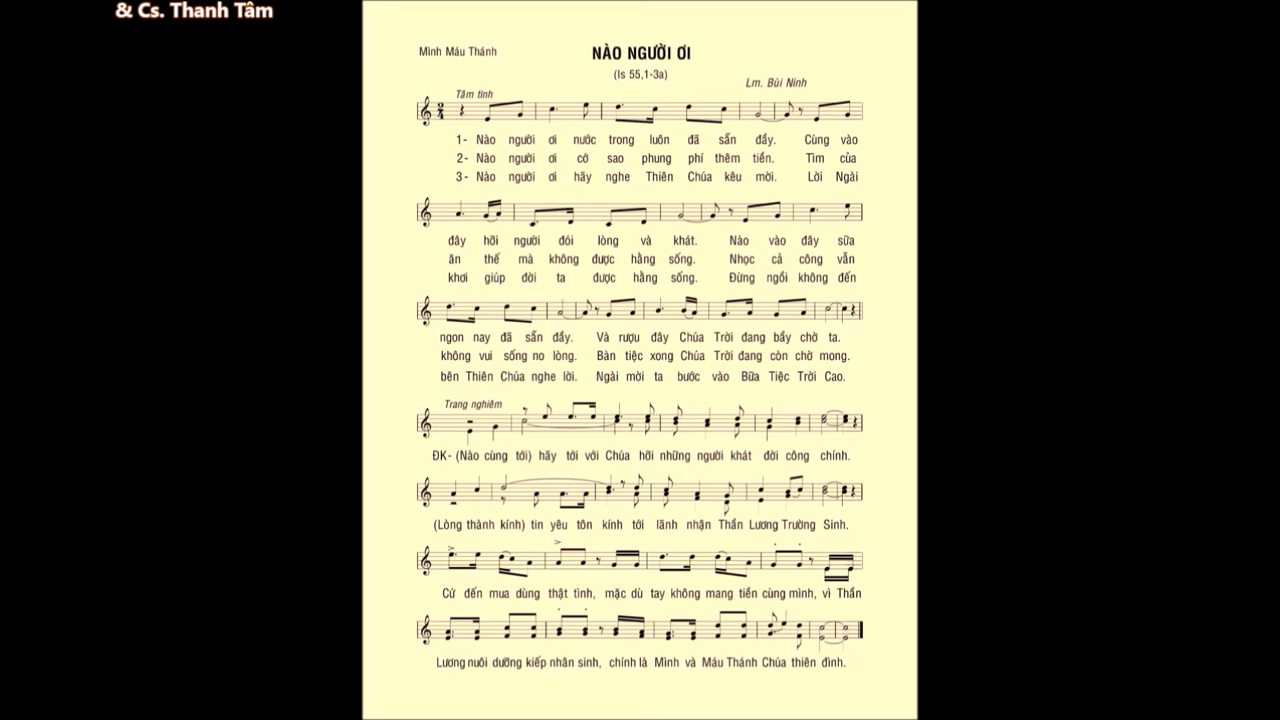 & Cs. Thanh Tâm
Mình Máu Thánh
NÀO NGƯỜI ƠI
(Is 55,1-3a)
Lm. Bùi Ninh
Tâm tình
2
4
1- Nào người ơi nước trong luôn đã sẵn đầy. Cùng vào
2- Nào người ơi cớ sao phung phí thêm tiền. Tìm của
3- Nào người ơi hãy nghe Thiên Chúa kêu mời. Lời Ngài
đây hỡi người đói lòng và khát. Nào vào đây sữa
ăn thế mà không được hằng sống. Nhọc cả công vẫn
khơi giúp đời ta được hằng sống. Đừng ngồi không đến
ngon nay đã sẵn đầy. Và rượu đây Chúa Trời đang bầy chờ ta.
không vui sống no lòng. Bàn tiệc xong Chúa Trời đang còn chờ mong.
bên Thiên Chúa nghe lời. Ngài mời ta bước vào Bữa Tiệc Trời Cao.
Trang nghiêm
ĐK- (Nào cùng tới) hãy tới với Chúa hỡi những người khát đời công chính.
(Lòng thành kính) tin yêu tôn kính tới lãnh nhận Thần Lương Trường Sinh.
Cứ đến mua dùng thật tình, mặc dù tay không mang tiền cùng mình, vì Thần
Lương nuôi dưỡng kiếp nhân sinh, chính là Mình và Máu Thánh Chúa thiên đình.